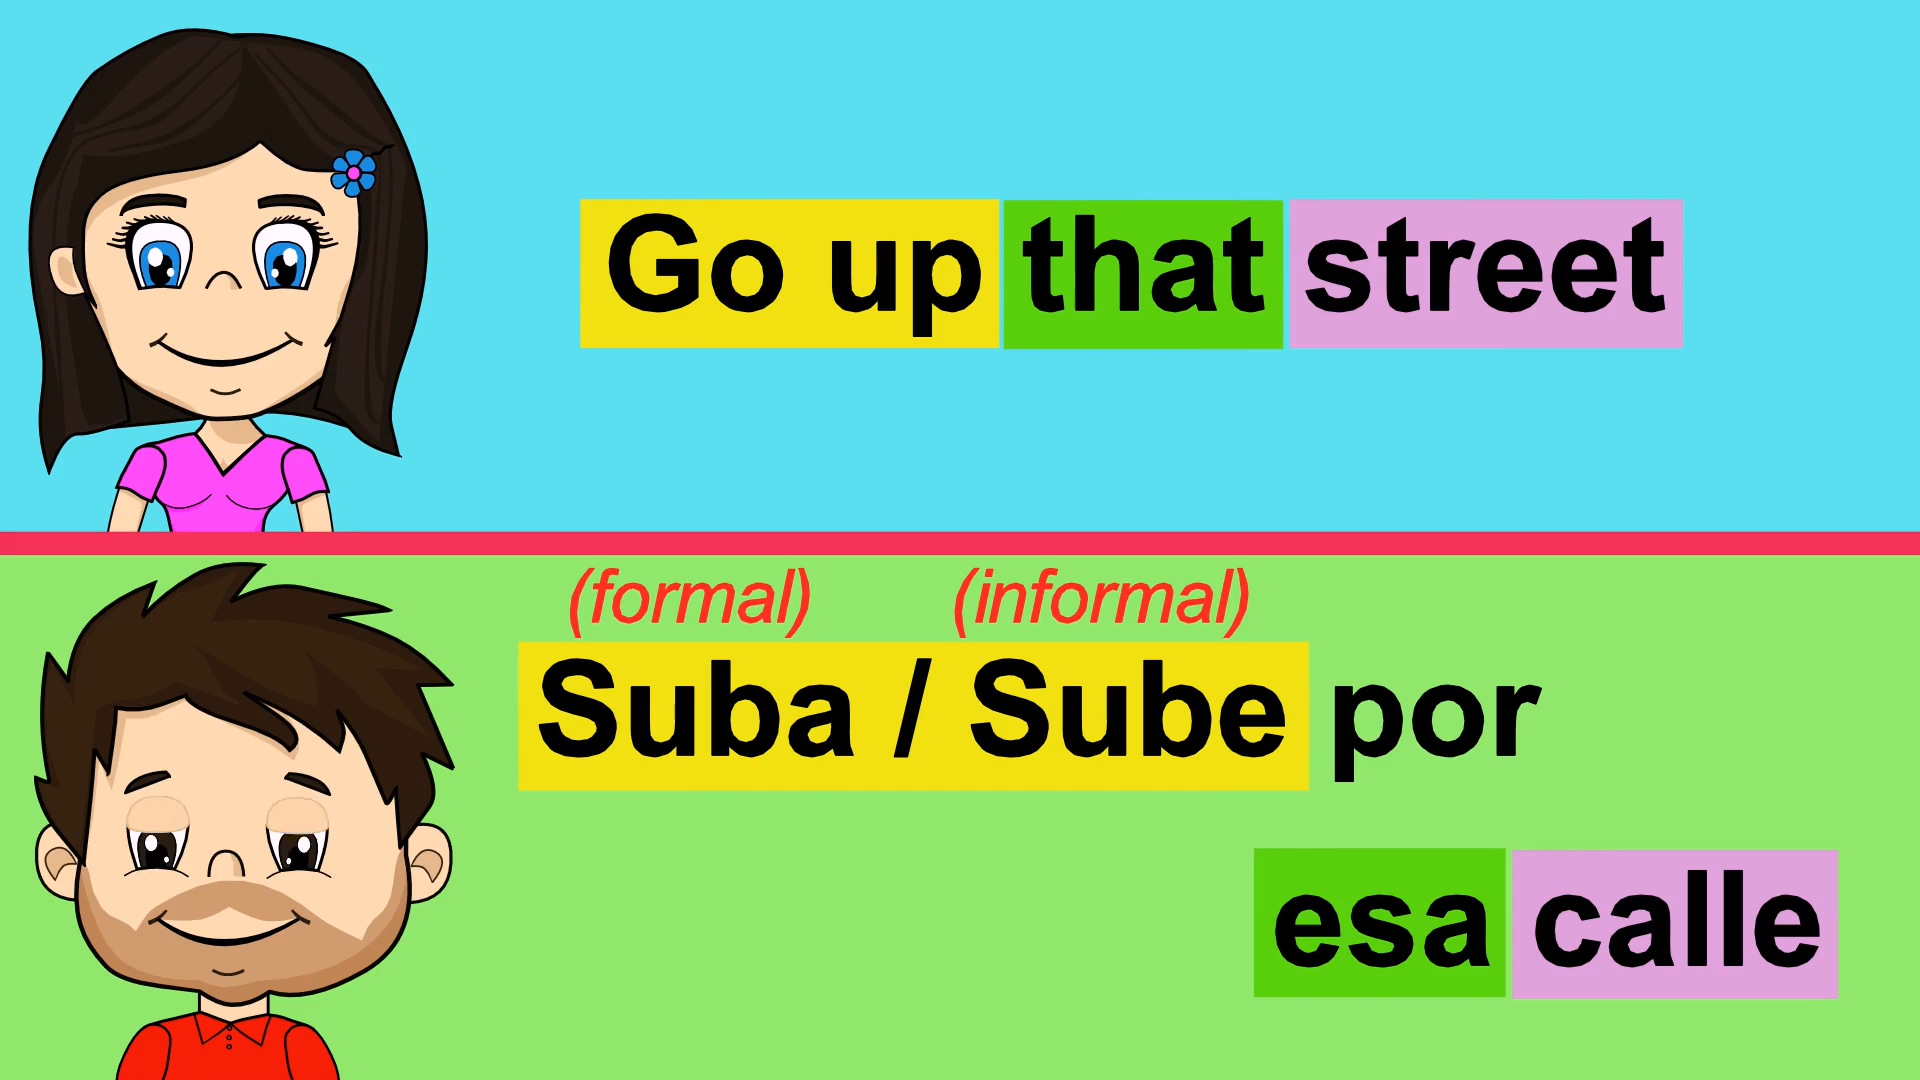 Go up that street
(formal) (informal)
Suba / Sube por
esa calle